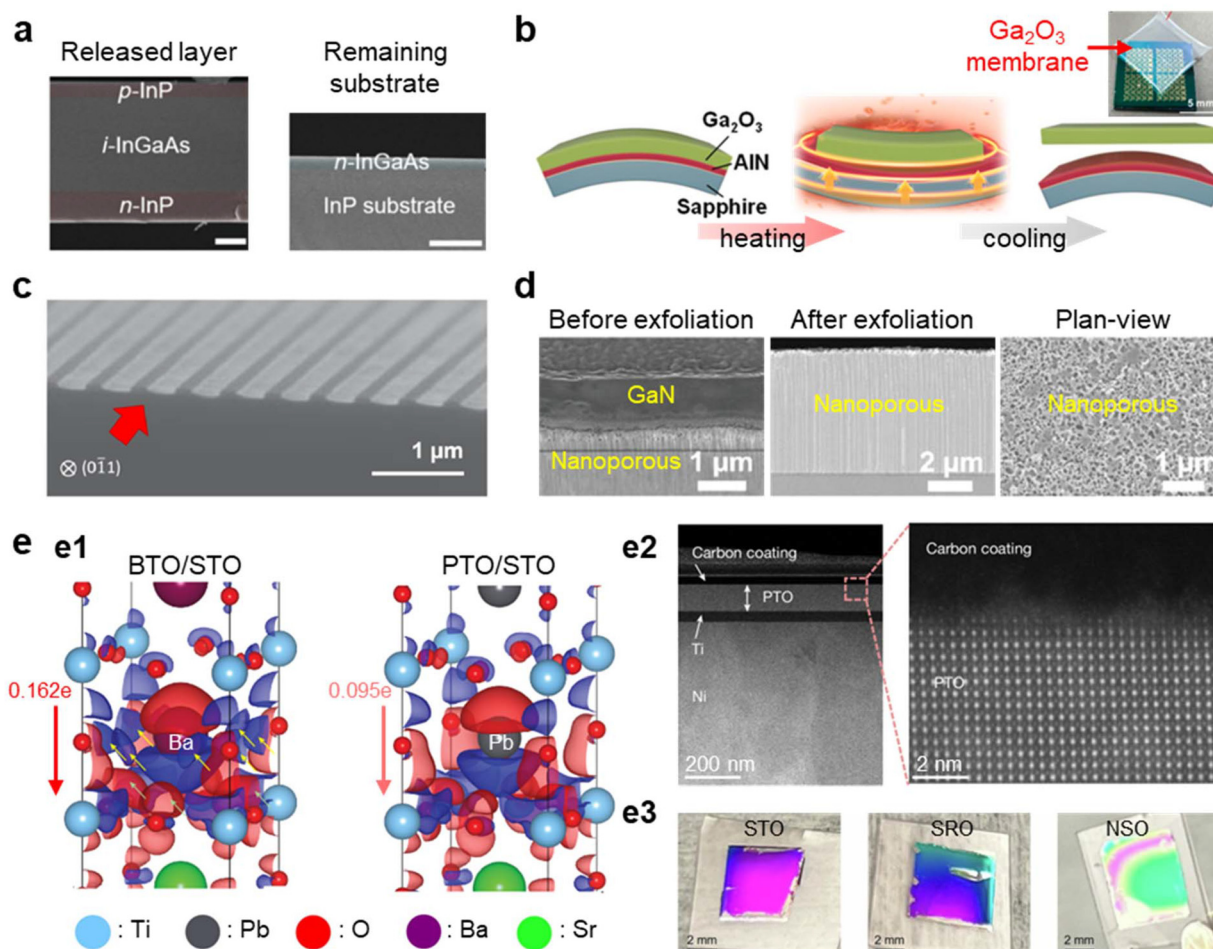 a
Released layer
p-InP
i-InGaAs
n-InP
Remaining
substrate
n-InGaAs
InP substrate
b
Ga₂O₃
membrane
5 mm
Ga₂O₃
AlN
Sapphire
heating
cooling
c
⊗ (01̄1)
1 μm
d
Before exfoliation
GaN
Nanoporous
1 μm
After exfoliation
Nanoporous
2 μm
Plan-view
Nanoporous
1 μm
e
e1
BTO/STO
0.162e
Ba
PTO/STO
0.095e
Pb
: Ti
: Pb
: O
: Ba
: Sr
e2
Carbon coating
PTO
Ti
Ni
200 nm
Carbon coating
PTO
2 nm
e3
STO
2 mm
SRO
2 mm
NSO
2 mm